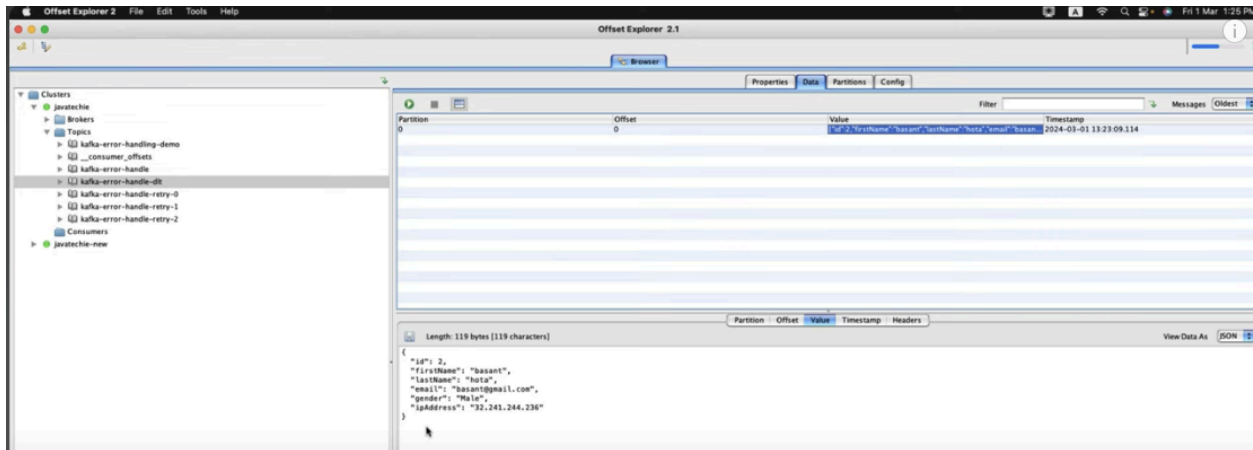 Offset Explorer 2 File Edit Tools Help A Fri 1 Mar 1:25 PM
Offset Explorer 2.1
i
Browser
Properties Data Partitions Config
Clusters
javatechie
Brokers
Topics
kafka-error-handling-demo
__consumer_offsets
kafka-error-handle
kafka-error-handle-dlt
kafka-error-handle-retry-0
kafka-error-handle-retry-1
kafka-error-handle-retry-2
Consumers
javatechie-new
Filter Messages Oldest
Partition Offset Value Timestamp
0 0 {"id":2,"firstName":"basant","lastName":"hota","email":"basan... 2024-03-01 13:23:09.114
Partition Offset Value Timestamp Headers
Length: 119 bytes [119 characters] View Data As JSON
{
"id": 2,
"firstName": "basant",
"lastName": "hota",
"email": "basant@gmail.com",
"gender": "Male",
"ipAddress": "32.241.244.236"
}